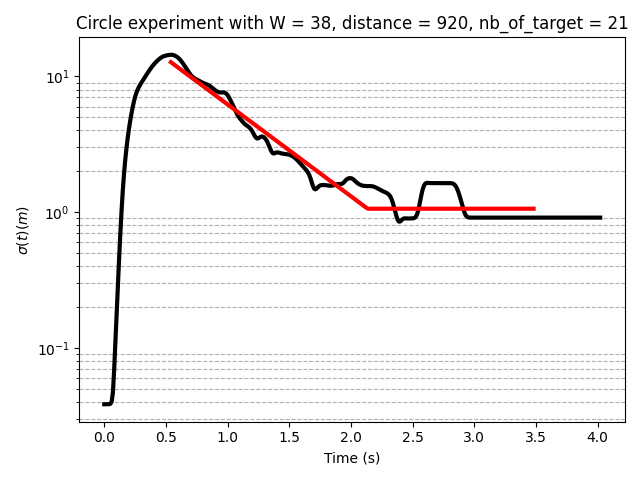 Circle experiment with W = 38, distance = 920, nb_of_target = 21
σ(t)(m)
10¹
10⁰
10⁻¹
0.0 0.5 1.0 1.5 2.0 2.5 3.0 3.5 4.0
Time (s)